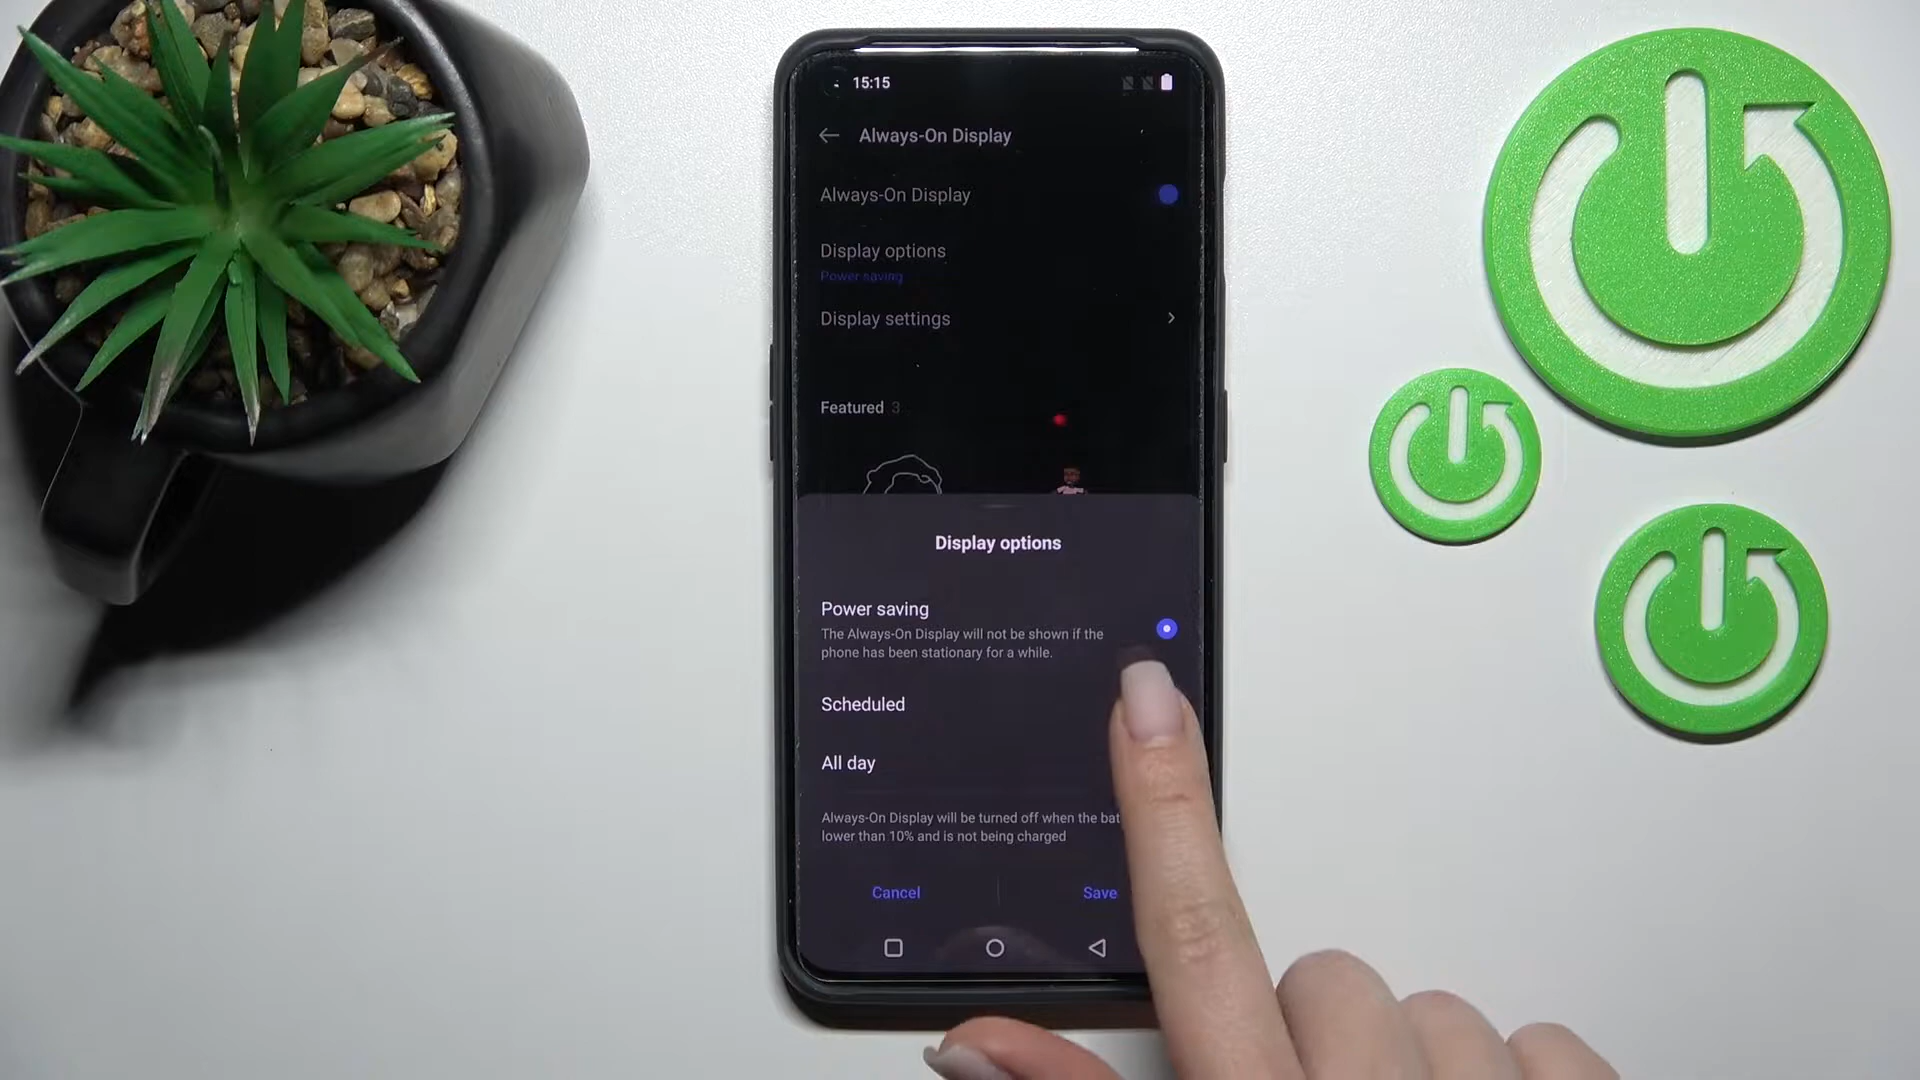 15:15
Always-On Display
Always-On Display
Display options
Power saving
Display settings
Featured 3
Display options
Power saving
The Always-On Display will not be shown if the
phone has been stationary for a while.
Scheduled
All day
Always-On Display will be turned off when the
lower than 10% and is not being charged
Cancel
Save